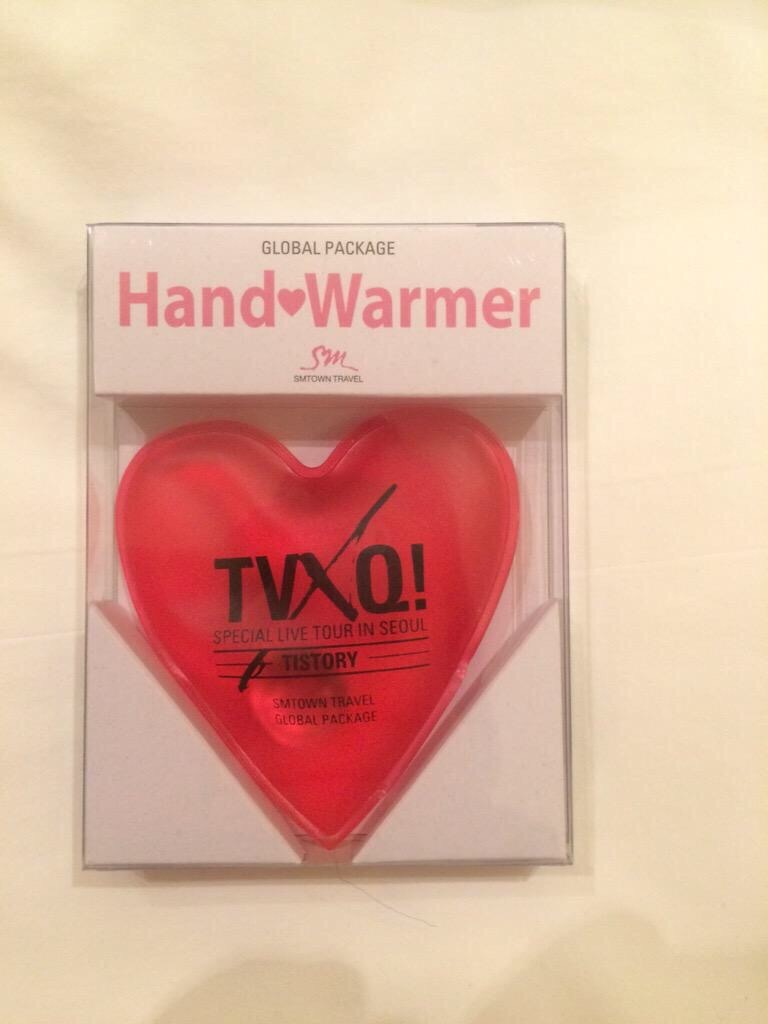 GLOBAL PACKAGE
Hand♥Warmer
SM
SMTOWN TRAVEL
TVXQ!
SPECIAL LIVE TOUR IN SEOUL
TISTORY
SMTOWN TRAVEL
GLOBAL PACKAGE